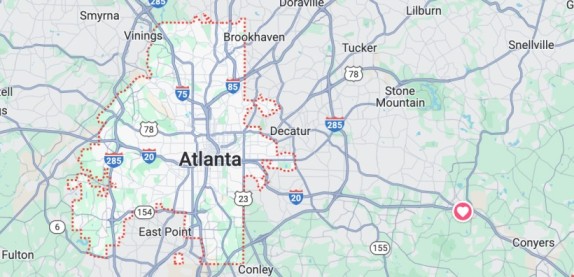 285
Doraville
Smyrna
Lilburn
Vinings
Brookhaven
Tucker
Snellville
78
75
85
Stone
Mountain
78
285
Decatur
285
20
Atlanta
20
23
154
6
East Point
155
Conyers
Fulton
Conley